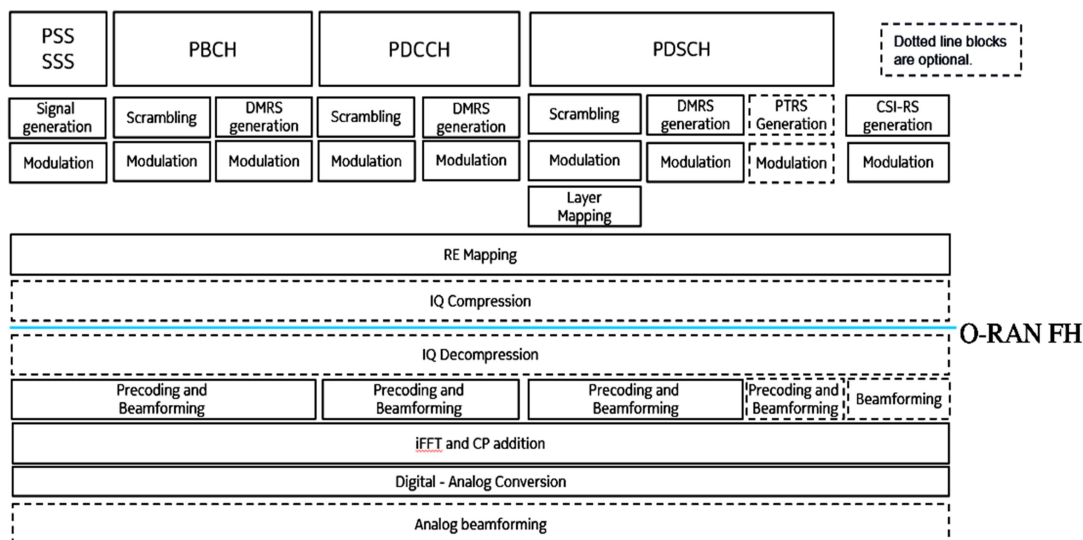 PSS
SSS
PBCH
PDCCH
PDSCH
Dotted line blocks
are optional.
Signal
generation
Scrambling
DMRS
generation
Scrambling
DMRS
generation
Scrambling
DMRS
generation
PTRS
Generation
CSI-RS
generation
Modulation
Modulation
Modulation
Modulation
Modulation
Modulation
Modulation
Modulation
Modulation
Layer
Mapping
RE Mapping
IQ Compression
O-RAN FH
IQ Decompression
Precoding and
Beamforming
Precoding and
Beamforming
Precoding and
Beamforming
Precoding and
Beamforming
Beamforming
iFFT and CP addition
Digital - Analog Conversion
Analog beamforming